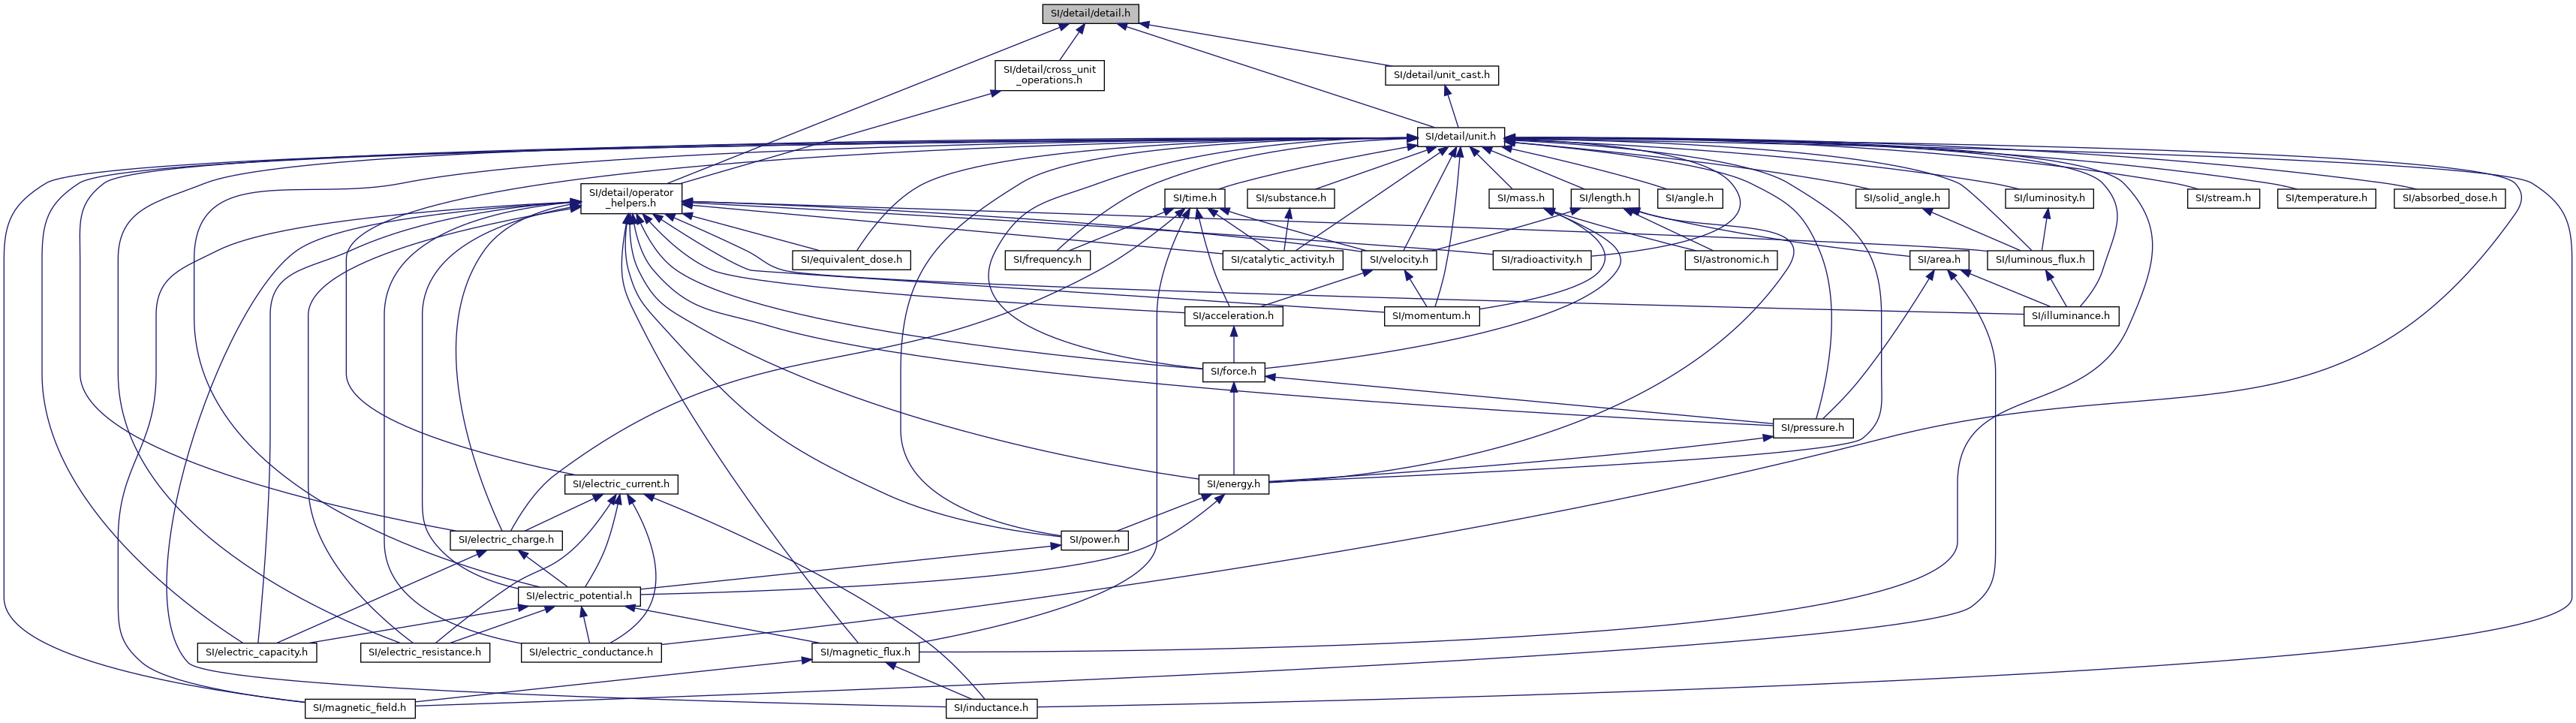 SI/detail/detail.h
SI/detail/cross_unit
_operations.h
SI/detail/unit_cast.h
SI/detail/unit.h
SI/detail/operator
_helpers.h
SI/time.h
SI/substance.h
SI/mass.h
SI/length.h
SI/angle.h
SI/solid_angle.h
SI/luminosity.h
SI/stream.h
SI/temperature.h
SI/absorbed_dose.h
SI/equivalent_dose.h
SI/frequency.h
SI/catalytic_activity.h
SI/velocity.h
SI/radioactivity.h
SI/astronomic.h
SI/area.h
SI/luminous_flux.h
SI/acceleration.h
SI/momentum.h
SI/illuminance.h
SI/force.h
SI/pressure.h
SI/electric_current.h
SI/energy.h
SI/electric_charge.h
SI/power.h
SI/electric_potential.h
SI/electric_capacity.h
SI/electric_resistance.h
SI/electric_conductance.h
SI/magnetic_flux.h
SI/magnetic_field.h
SI/inductance.h